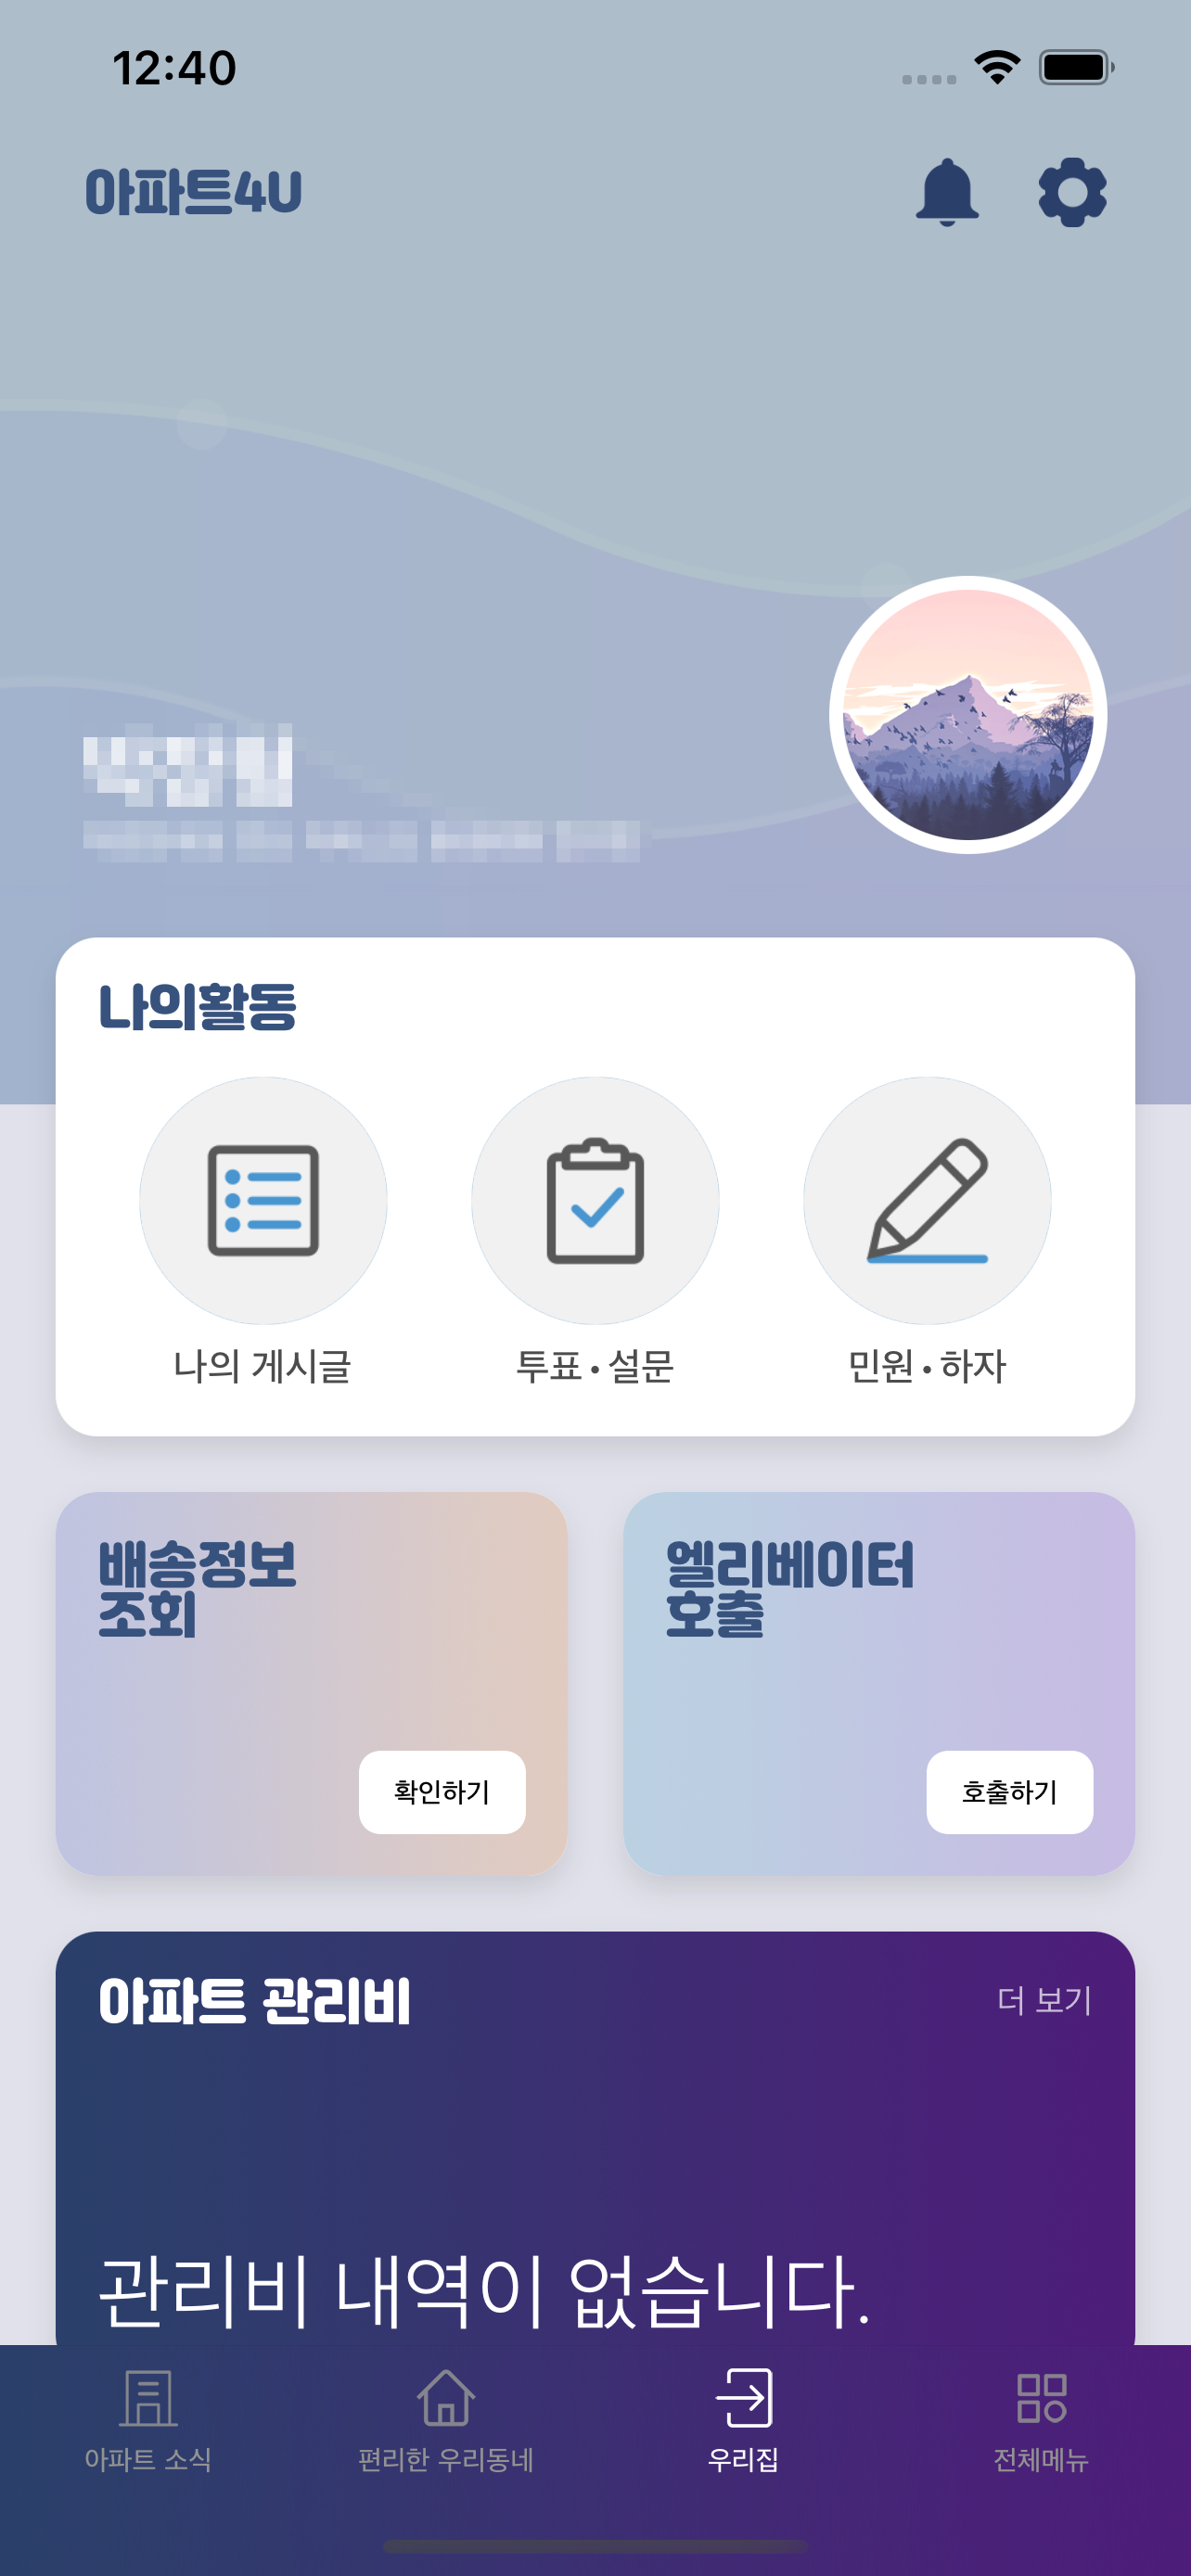 12:40
아파트4U
나의활동
나의 게시글
투표 • 설문
민원 • 하자
배송정보
조회
확인하기
엘리베이터
호출
호출하기
아파트 관리비
더 보기
관리비 내역이 없습니다.
아파트 소식
편리한 우리동네
우리집
전체메뉴